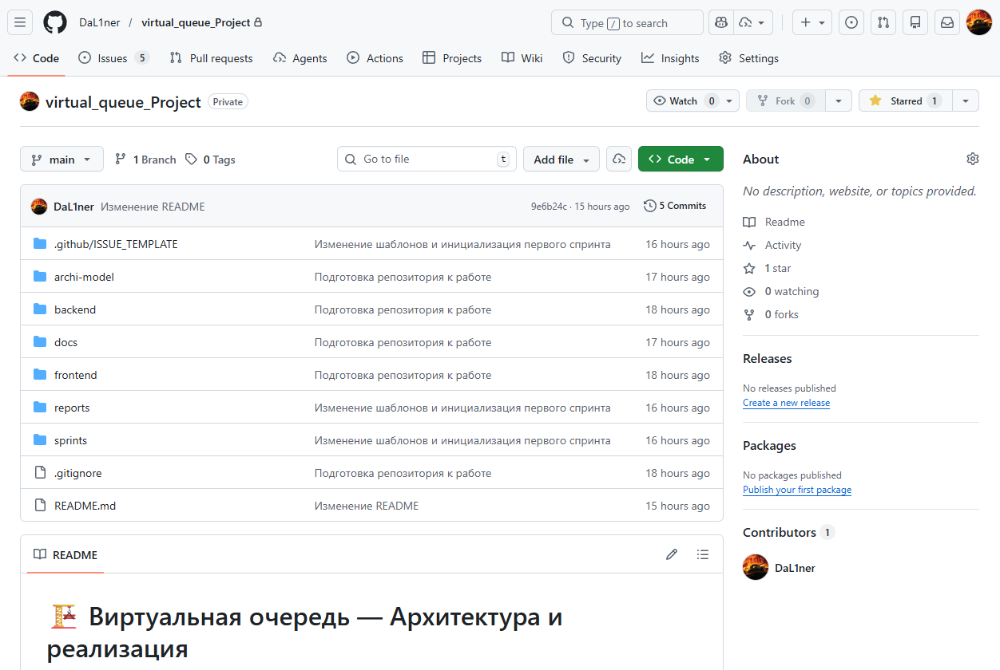 DaL1ner / virtual_queue_Project
Type / to search
Code Issues 5 Pull requests Agents Actions Projects Wiki Security Insights Settings
virtual_queue_Project Private
Watch 0 Fork 0 Starred 1
main 1 Branch 0 Tags
Go to file t Add file Code
DaL1ner Изменение README 9e6b24c · 15 hours ago 5 Commits
.github/ISSUE_TEMPLATE Изменение шаблонов и инициализация первого спринта 16 hours ago
archi-model Подготовка репозитория к работе 17 hours ago
backend Подготовка репозитория к работе 18 hours ago
docs Подготовка репозитория к работе 17 hours ago
frontend Подготовка репозитория к работе 18 hours ago
reports Изменение шаблонов и инициализация первого спринта 16 hours ago
sprints Изменение шаблонов и инициализация первого спринта 16 hours ago
.gitignore Подготовка репозитория к работе 18 hours ago
README.md Изменение README 15 hours ago
README
Виртуальная очередь — Архитектура и
реализация
About
No description, website, or topics provided.
Readme
Activity
1 star
0 watching
0 forks
Releases
No releases published
Create a new release
Packages
No packages published
Publish your first package
Contributors 1
DaL1ner